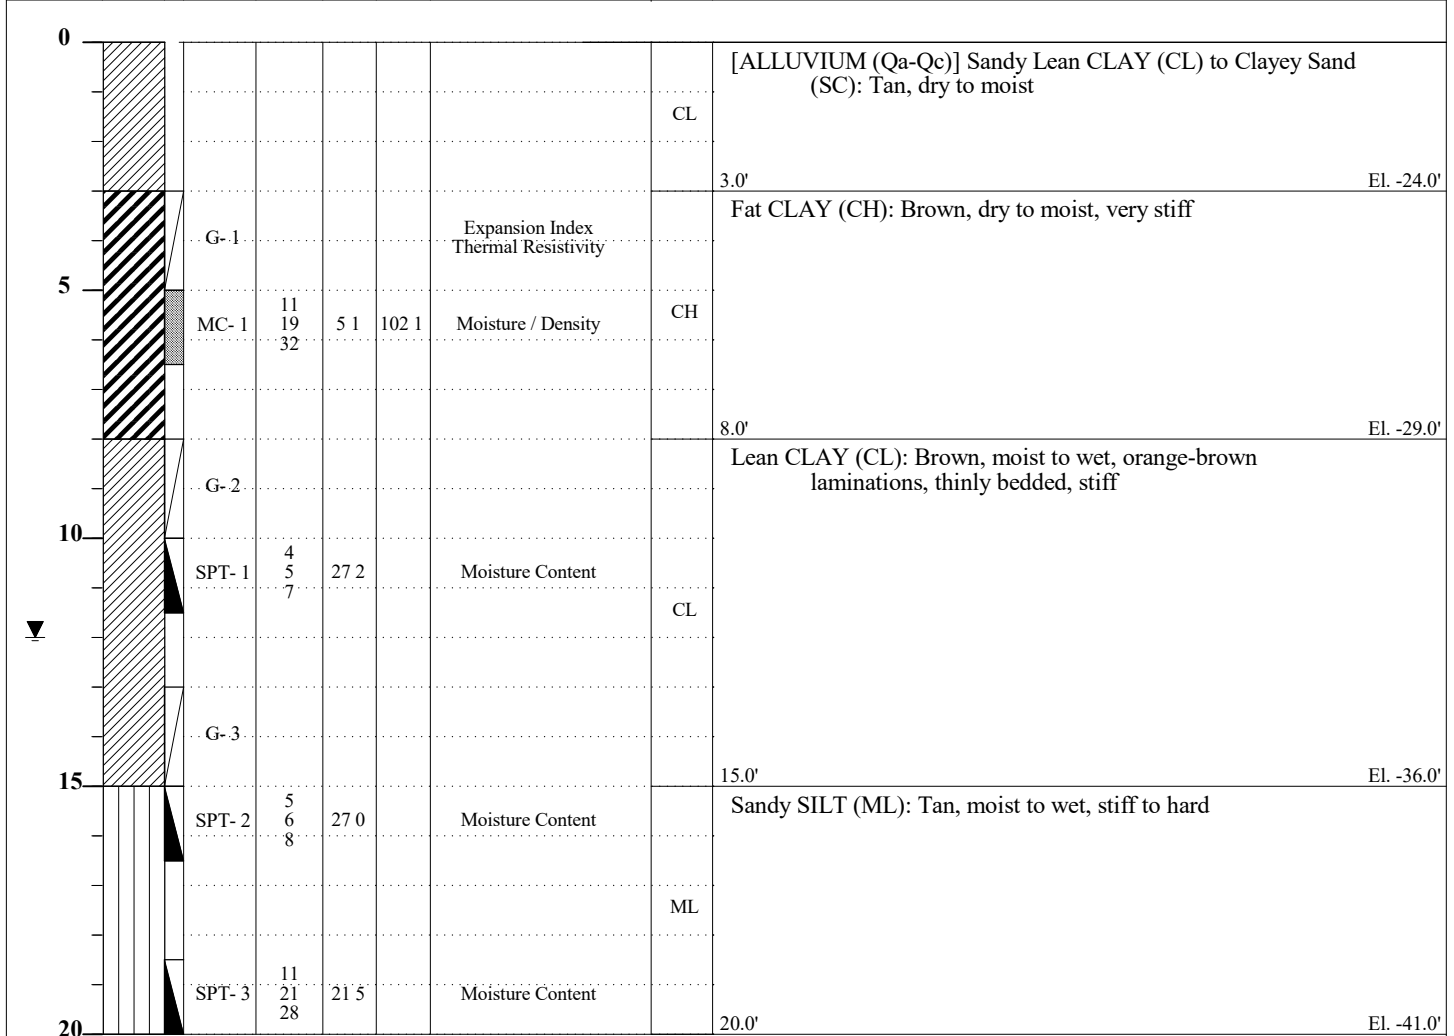 0
[ALLUVIUM (Qa-Qc)] Sandy Lean CLAY (CL) to Clayey Sand
(SC): Tan, dry to moist
CL
3.0' El. -24.0'
Fat CLAY (CH): Brown, dry to moist, very stiff
G- 1
Expansion Index
Thermal Resistivity
5
CH
11
MC- 1 19 5 1 102 1 Moisture / Density
32
8.0' El. -29.0'
Lean CLAY (CL): Brown, moist to wet, orange-brown
laminations, thinly bedded, stiff
G- 2
10
4
SPT- 1 5 27 2 Moisture Content
7
CL
G- 3
15.0' El. -36.0'
15
5
Sandy SILT (ML): Tan, moist to wet, stiff to hard
SPT- 2 6 27 0 Moisture Content
8
ML
11
SPT- 3 21 21 5 Moisture Content
28
20.0' El. -41.0'
20